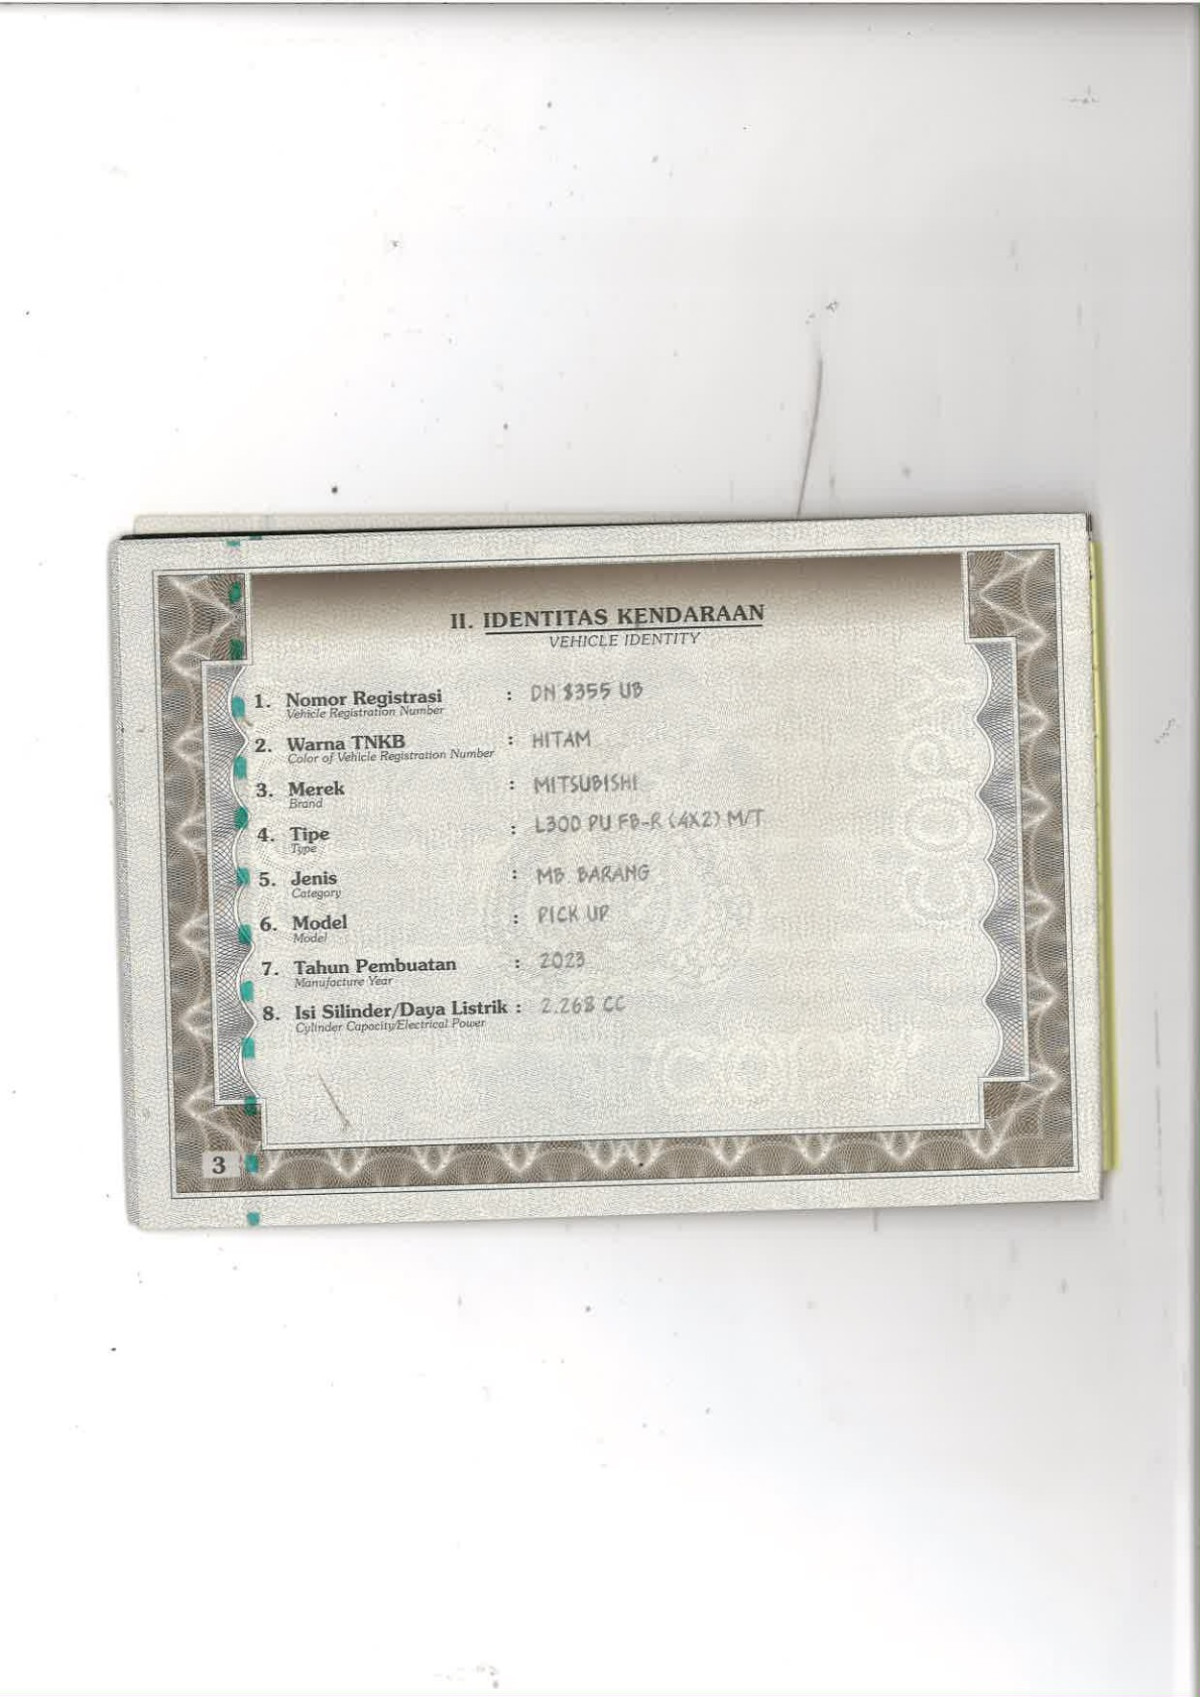 II. IDENTITAS KENDARAAN
VEHICLE IDENTITY
1. Nomor Registrasi : DN 8355 UB
Vehicle Registration Number
2. Warna TNKB : HITAM
Color of Vehicle Registration Number
3. Merek : MITSUBISHI
Brand
4. Tipe : L300 PU FB-R (4X2) M/T
Type
5. Jenis : MB BARANG
Category
6. Model : PICK UP
Model
7. Tahun Pembuatan : 2023
Manufacture Year
8. Isi Silinder/Daya Listrik : 2.268 CC
Cylinder Capacity/Electrical Power
COPY
COPY
3